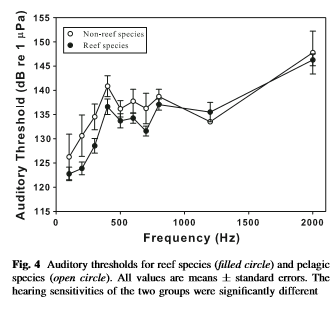 155
150
145
140
135
130
125
120
115
Auditory Threshold (dB re 1 μPa)
Non-reef species
Reef species
0 500 1000 1500 2000
Frequency (Hz)
Fig. 4 Auditory thresholds for reef species (filled circle) and pelagic
species (open circle). All values are means ± standard errors. The
hearing sensitivities of the two groups were significantly different